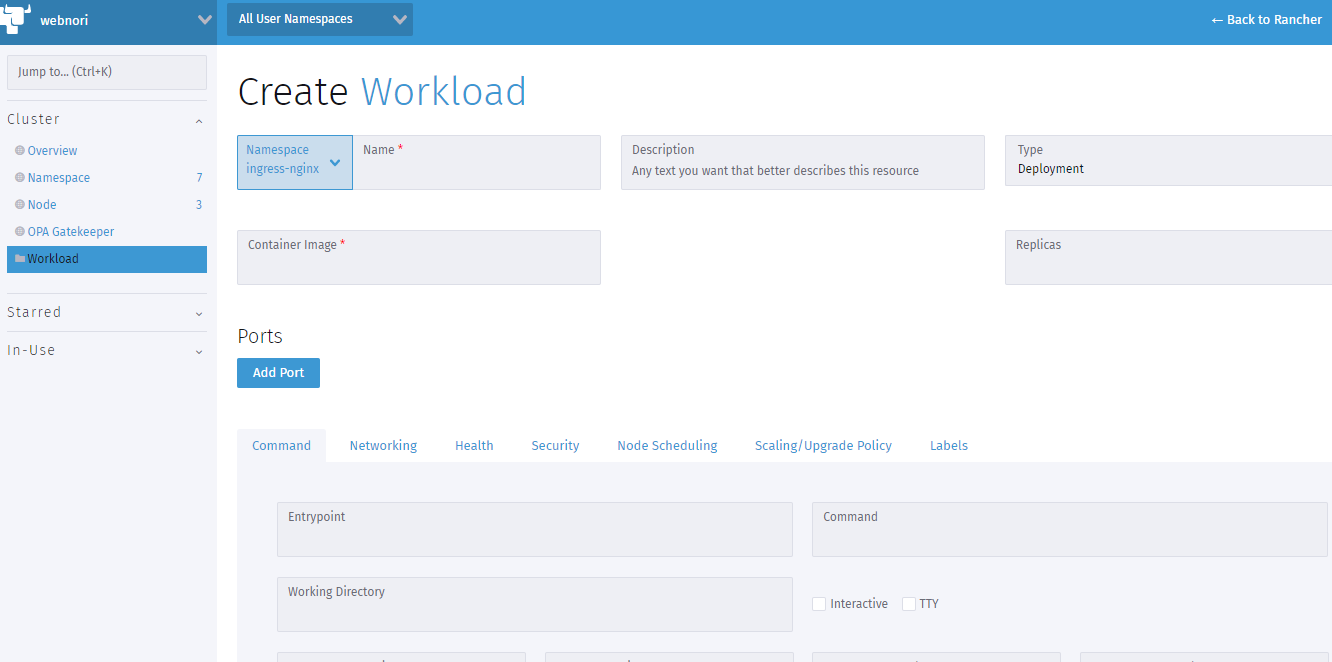 webnori
All User Namespaces
← Back to Rancher
Jump to... (Ctrl+K)
Cluster
Overview
Namespace 7
Node 3
OPA Gatekeeper
Workload
Starred
In-Use
Create Workload
Namespace
ingress-nginx
Name *
Description
Any text you want that better describes this resource
Type
Deployment
Container Image *
Replicas
Ports
Add Port
Command Networking Health Security Node Scheduling Scaling/Upgrade Policy Labels
Entrypoint
Command
Working Directory
Interactive TTY